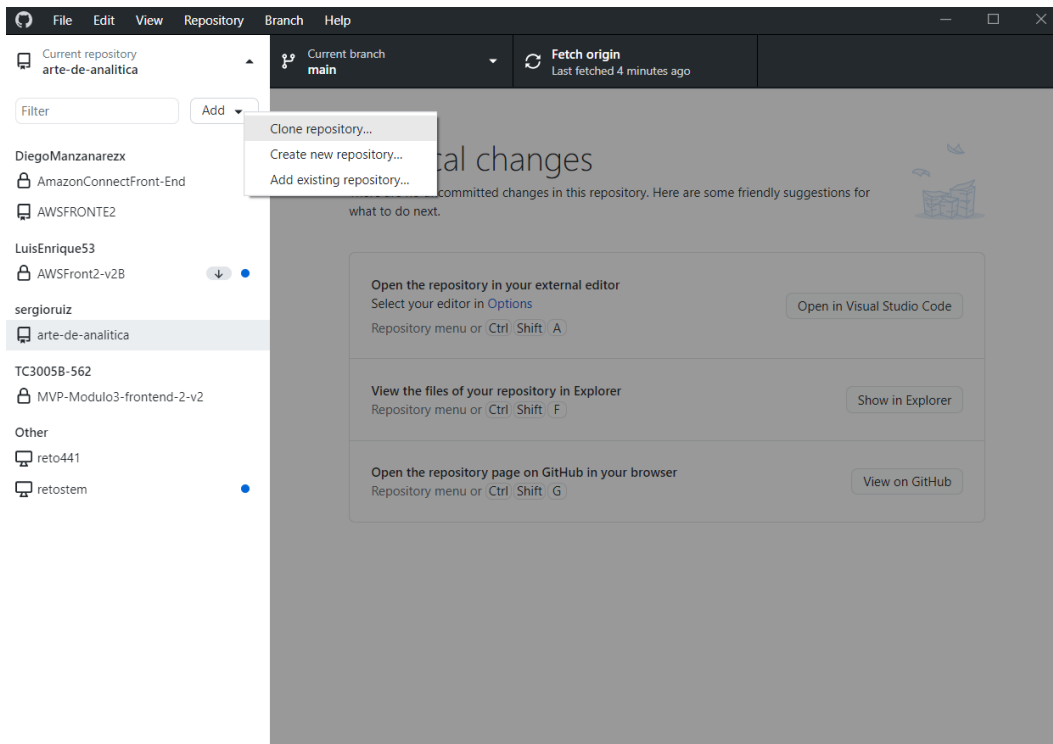 File Edit View Repository Branch Help
Current repository
arte-de-analitica
Current branch
main
Fetch origin
Last fetched 4 minutes ago
Filter
Add
Clone repository...
Create new repository...
Add existing repository...
DiegoManzanarezx
AmazonConnectFront-End
AWSFRONTE2
LuisEnrique53
AWSFront2-v2B
sergioruiz
arte-de-analitica
TC3005B-562
MVP-Modulo3-frontend-2-v2
Other
reto441
retostem
cal changes
committed changes in this repository. Here are some friendly suggestions for
what to do next.
Open the repository in your external editor
Select your editor in Options
Repository menu or Ctrl Shift A
Open in Visual Studio Code
View the files of your repository in Explorer
Repository menu or Ctrl Shift F
Show in Explorer
Open the repository page on GitHub in your browser
Repository menu or Ctrl Shift G
View on GitHub